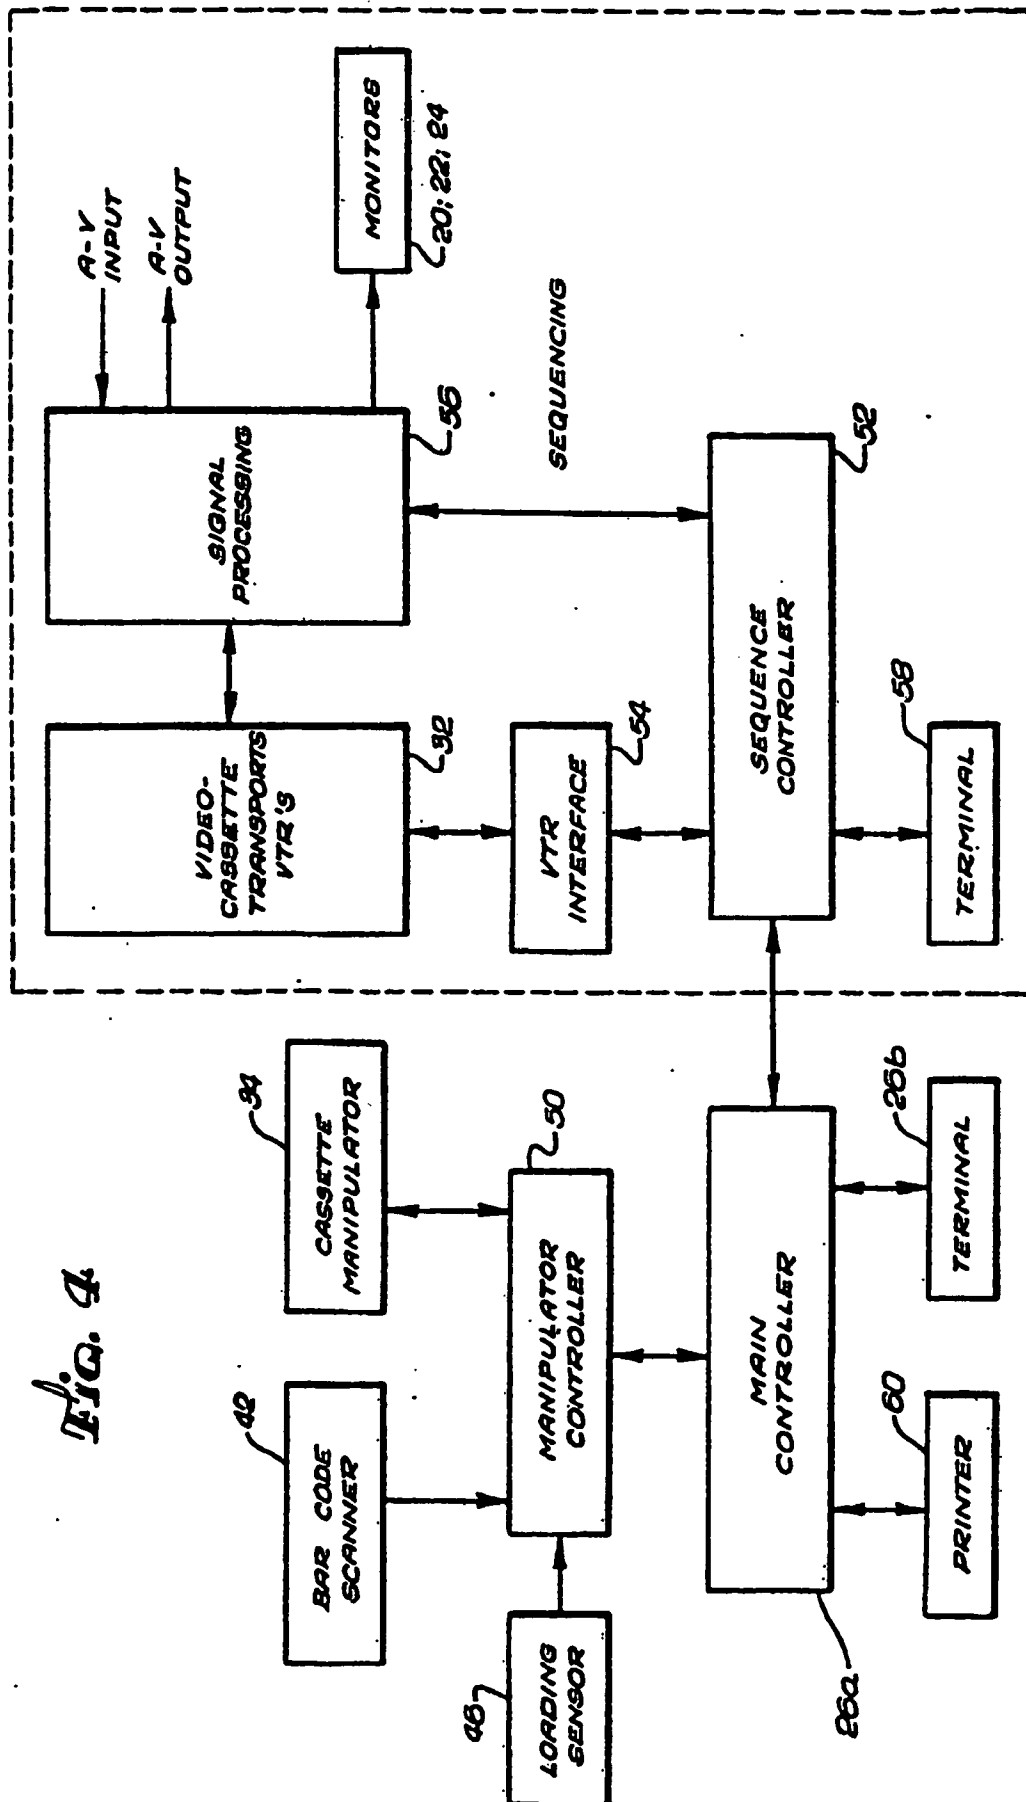 Fig. 4
BAR CODE
SCANNER
42
CASSETTE
MANIPULATOR
34
LOADING
SENSOR
46
MANIPULATOR
CONTROLLER
50
MAIN
CONTROLLER
26a
PRINTER
60
TERMINAL
26b
VIDEO-
CASSETTE
TRANSPORTS
VTR'S
32
SIGNAL
PROCESSING
56
A-V
INPUT
A-V
OUTPUT
MONITORS
20; 22; 24
VTR
INTERFACE
54
SEQUENCING
SEQUENCE
CONTROLLER
52
TERMINAL
58